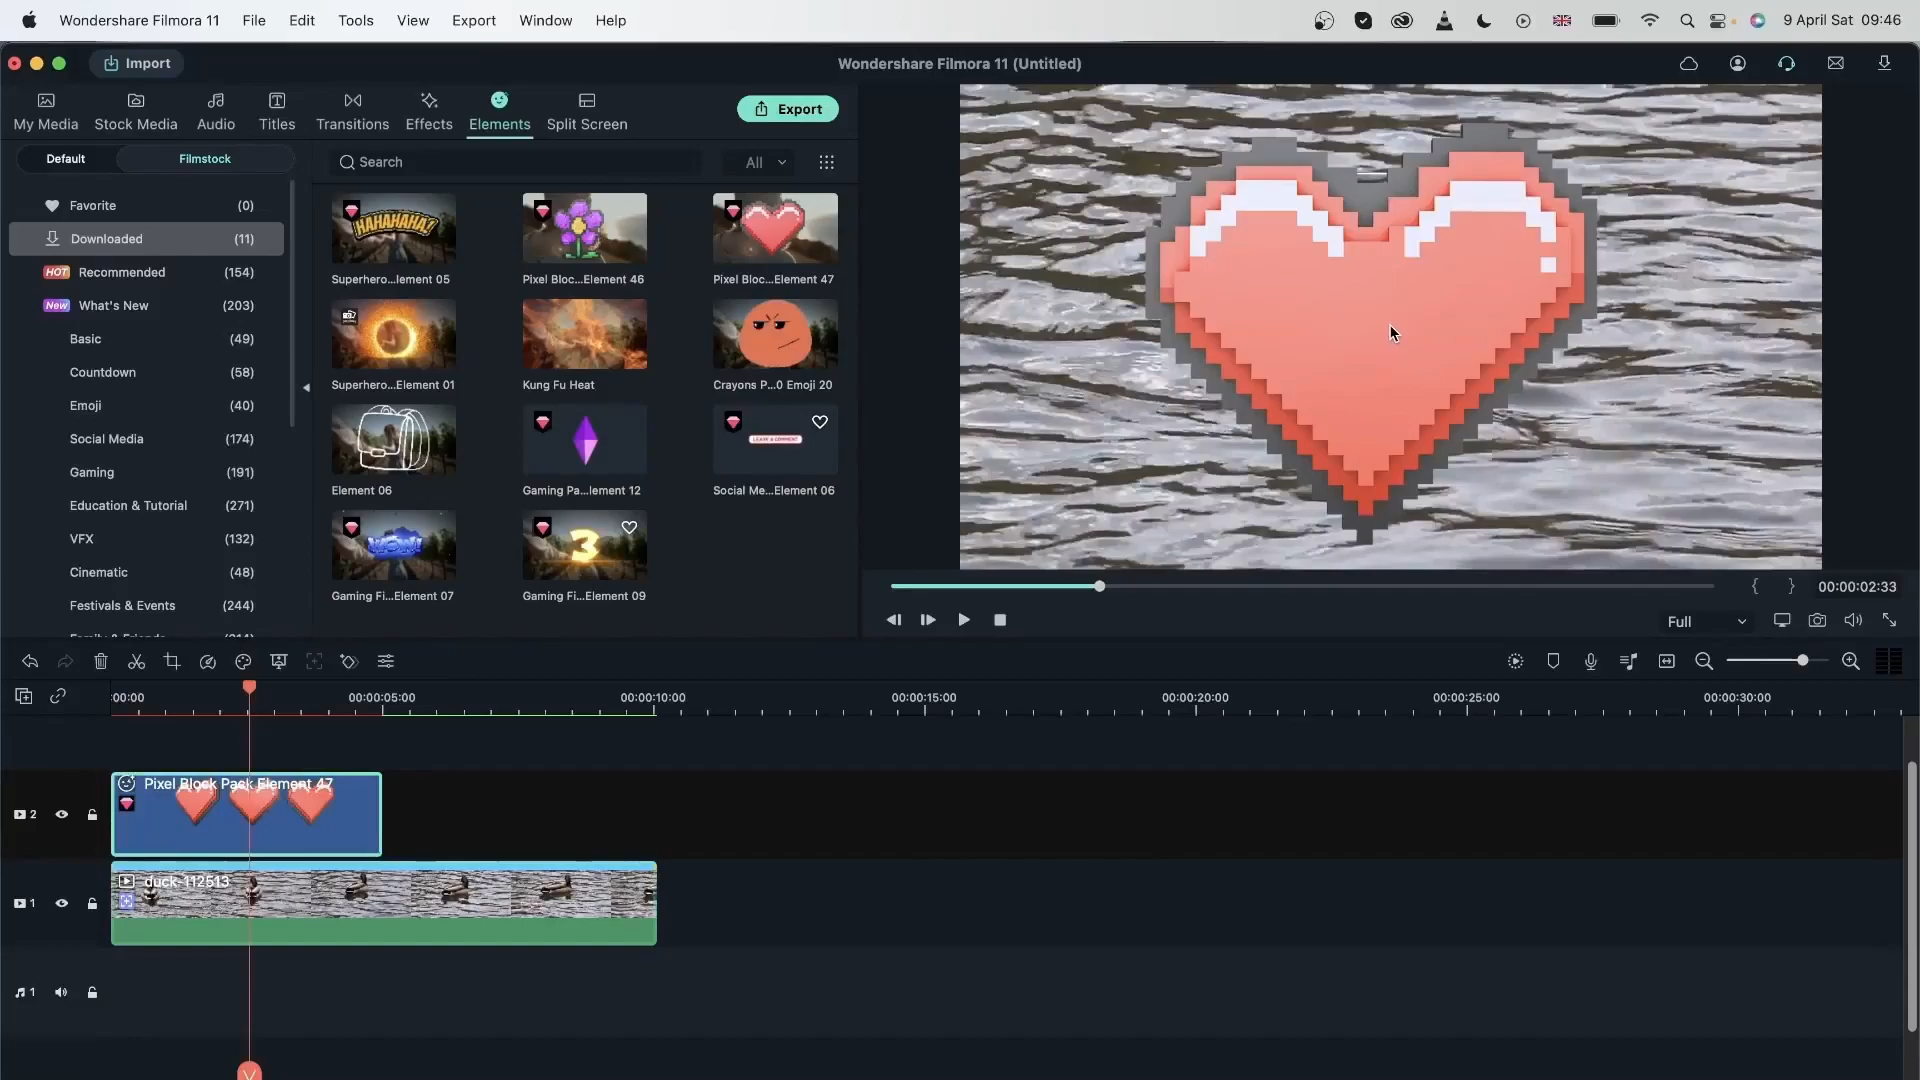 Wondershare Filmora 11 File Edit Tools View Export Window Help 9 April Sat 09:46
Import Wondershare Filmora 11 (Untitled)
My Media Stock Media Audio Titles Transitions Effects Elements Split Screen Export
Default Filmstock Search All
Favorite (0)
Downloaded (11)
HOT Recommended (154)
New What's New (203)
Basic (49)
Countdown (58)
Emoji (40)
Social Media (174)
Gaming (191)
Education & Tutorial (271)
VFX (132)
Cinematic (48)
Festivals & Events (244)
HAHAHAHA!
Superhero...lement 05 Pixel Bloc...Element 46 Pixel Bloc...Element 47
Superhero...Element 01 Kung Fu Heat Crayons P...0 Emoji 20
LEAVE A COMMENT
Element 06 Gaming Pa...lement 12 Social Me...Element 06
WOW! 3
Gaming Fi...Element 07 Gaming Fi...Element 09
{ } 00:00:02:33
Full
:00:00 00:00:05:00 00:00:10:00 00:00:15:00 00:00:20:00 00:00:25:00 00:00:30:00
Pixel Block Pack Element 47
2
duck-112513
1
1